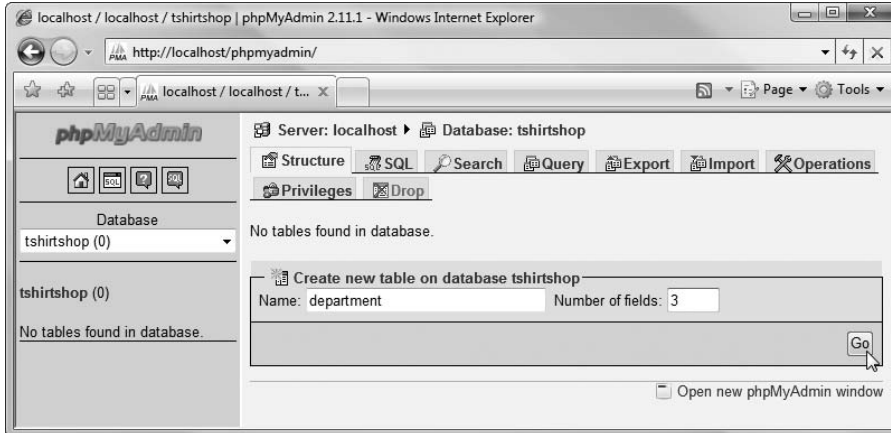 localhost / localhost / tshirtshop | phpMyAdmin 2.11.1 - Windows Internet Explorer
PMA http://localhost/phpmyadmin/
PMA localhost / localhost / t... X
Page Tools
phpMyAdmin
SQL
Database
tshirtshop (0)
tshirtshop (0)
No tables found in database.
Server: localhost Database: tshirtshop
Structure SQL Search Query Export Import Operations
Privileges Drop
No tables found in database.
Create new table on database tshirtshop
Name: department Number of fields: 3
Go
Open new phpMyAdmin window